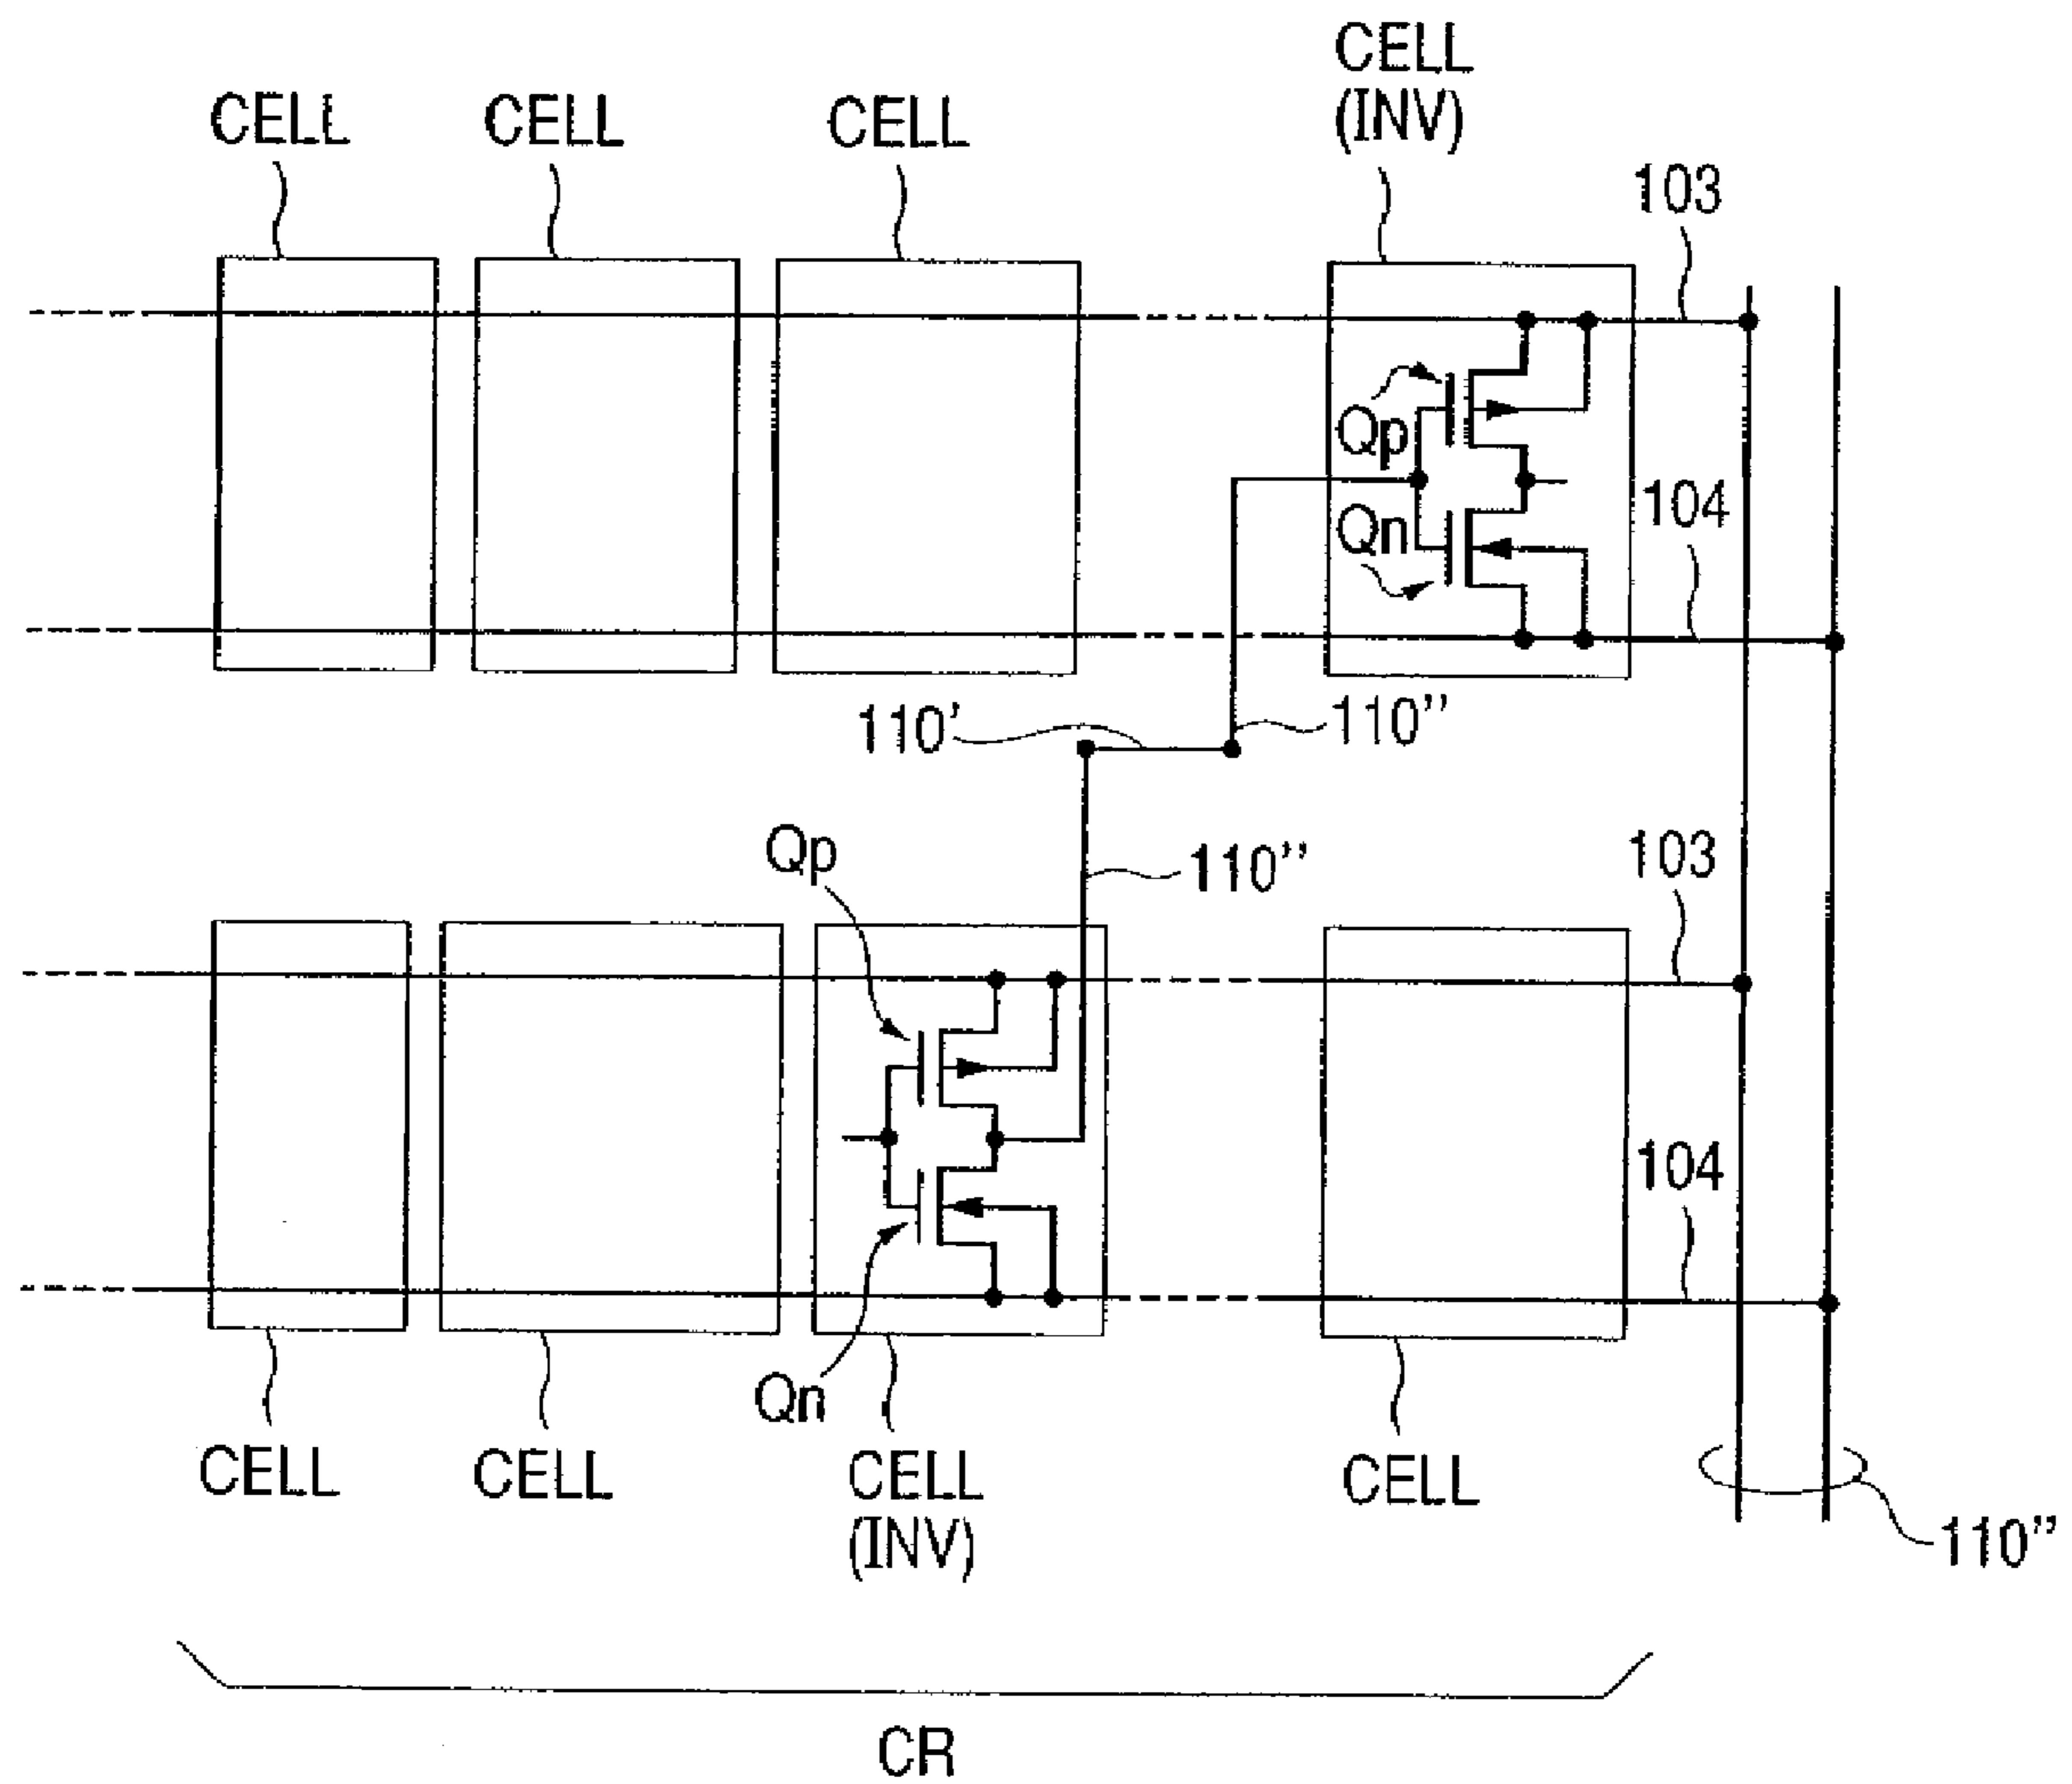 CELL
(INV)
CELL
CELL
CELL
103
Qp
Qn
104
110'
110"
Qp
110"
103
104
Qn
CELL
CELL
CELL
(INV)
CELL
110"
CR